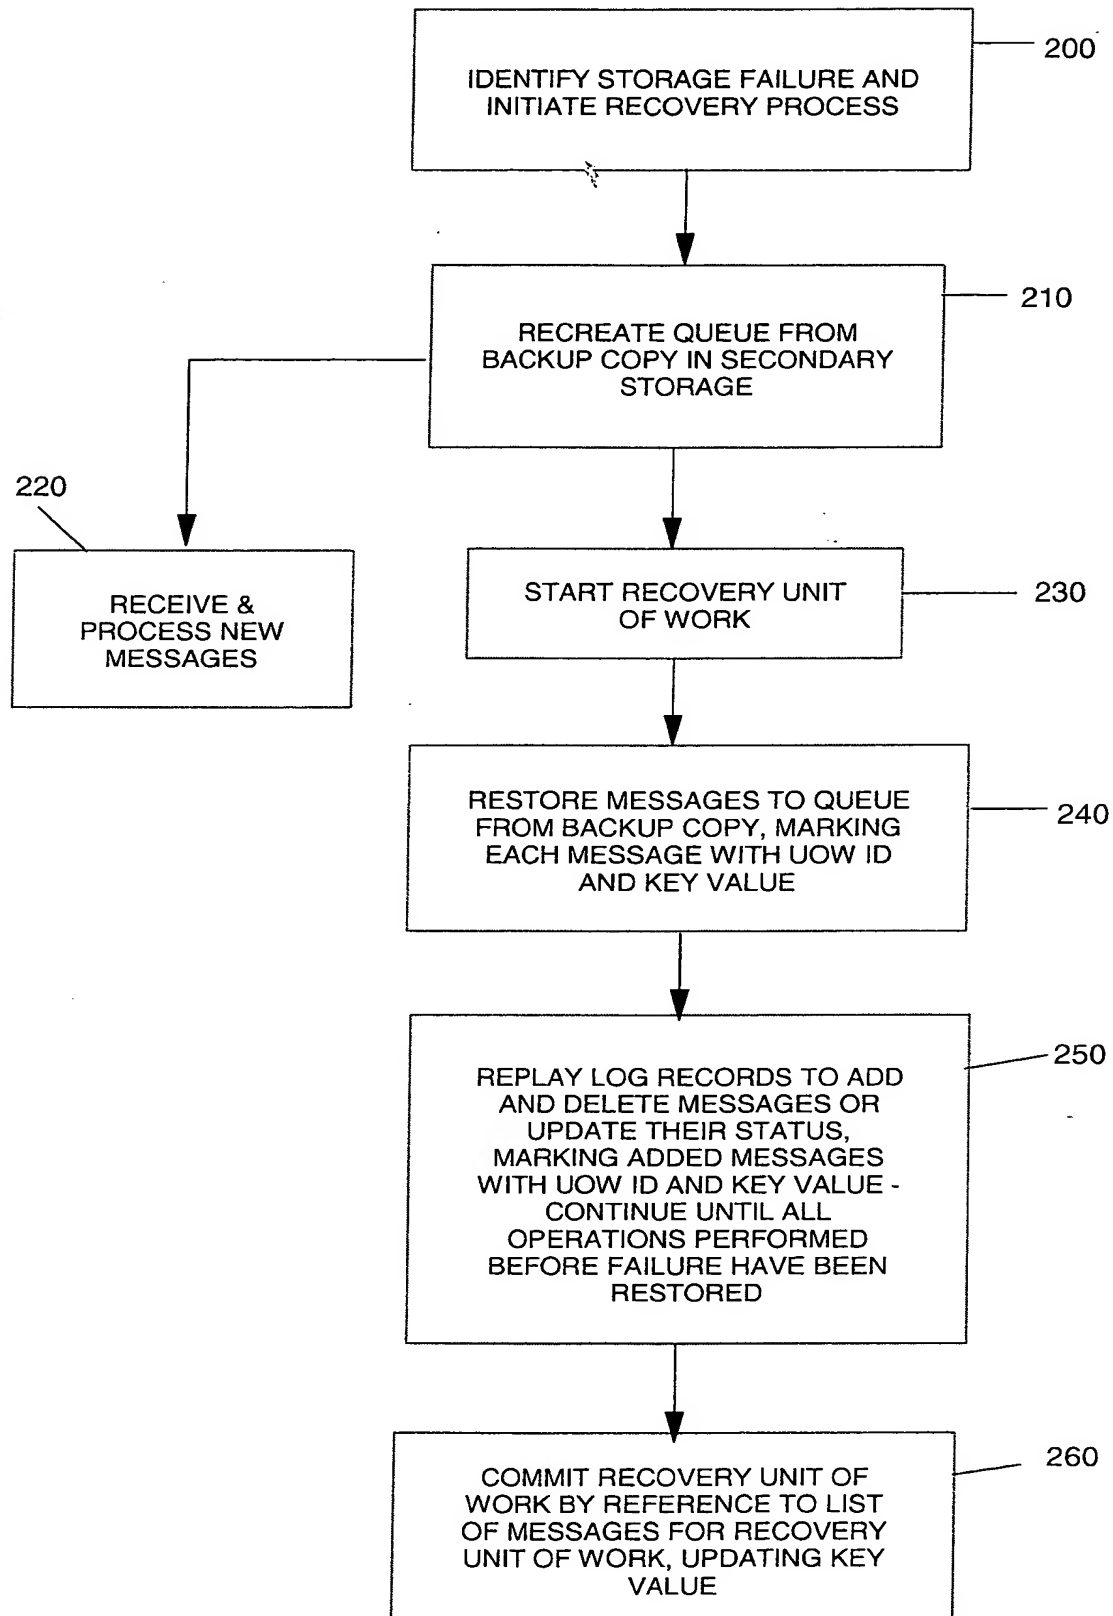 200
IDENTIFY STORAGE FAILURE AND
INITIATE RECOVERY PROCESS
210
RECREATE QUEUE FROM
BACKUP COPY IN SECONDARY
STORAGE
220
RECEIVE &
PROCESS NEW
MESSAGES
START RECOVERY UNIT
OF WORK
230
RESTORE MESSAGES TO QUEUE
FROM BACKUP COPY, MARKING
EACH MESSAGE WITH UOW ID
AND KEY VALUE
240
250
REPLAY LOG RECORDS TO ADD
AND DELETE MESSAGES OR
UPDATE THEIR STATUS,
MARKING ADDED MESSAGES
WITH UOW ID AND KEY VALUE -
CONTINUE UNTIL ALL
OPERATIONS PERFORMED
BEFORE FAILURE HAVE BEEN
RESTORED
260
COMMIT RECOVERY UNIT OF
WORK BY REFERENCE TO LIST
OF MESSAGES FOR RECOVERY
UNIT OF WORK, UPDATING KEY
VALUE